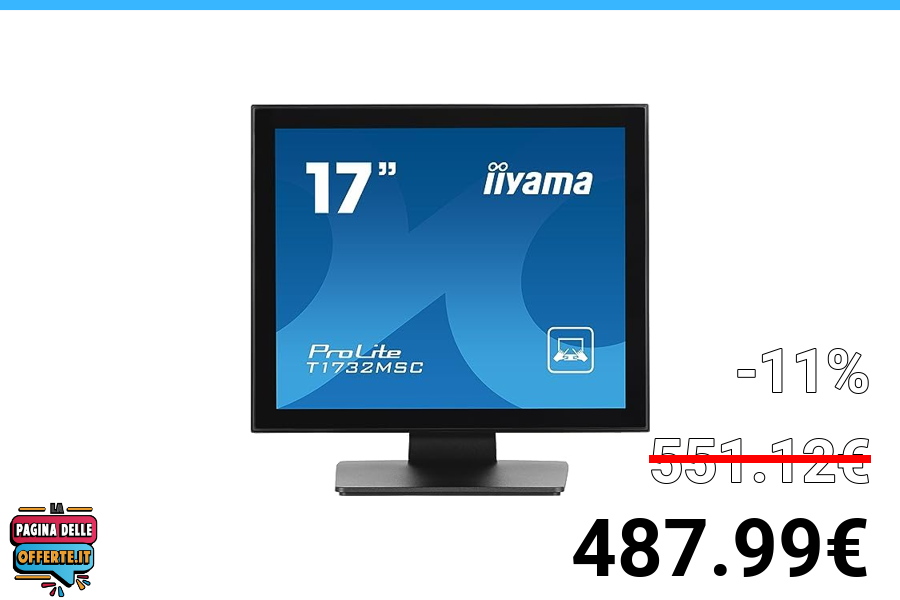 17”
iiyama
ProLite
T1732MSC
-11%
551.12€
487.99€
LA
PAGINA DELLE
OFFERTE.IT